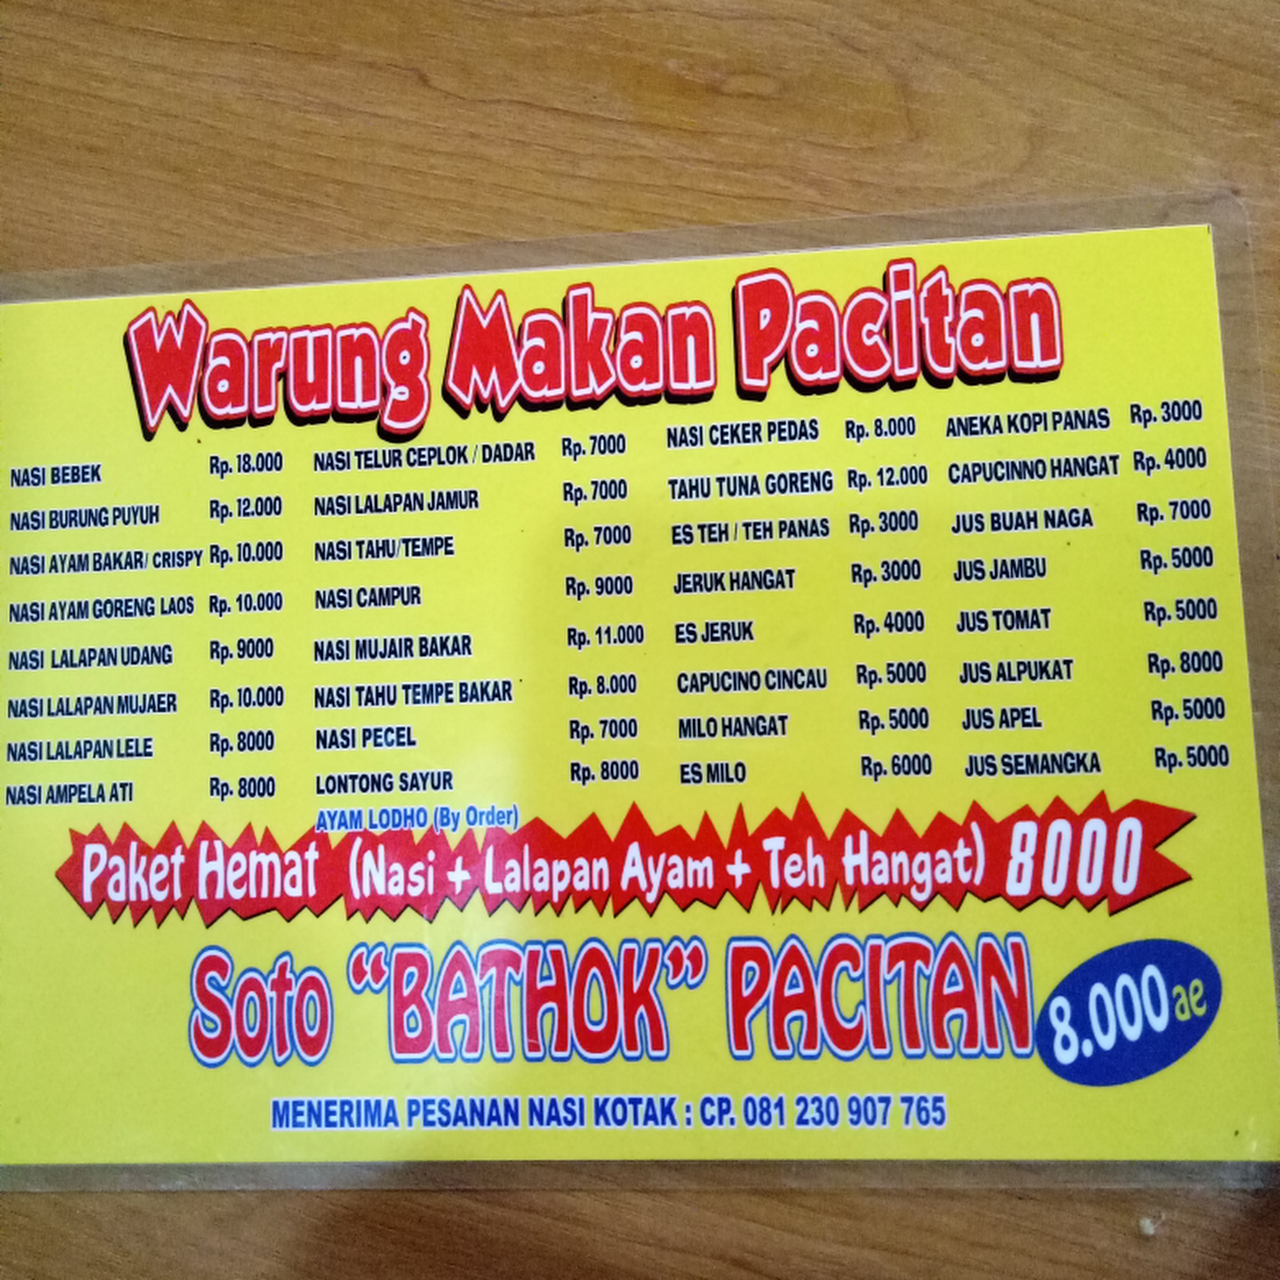 Warung Makan Pacitan
NASI BEBEK Rp. 18.000
NASI BURUNG PUYUH Rp. 12.000
NASI AYAM BAKAR/ CRISPY Rp. 10.000
NASI AYAM GORENG LAOS Rp. 10.000
NASI LALAPAN UDANG Rp. 9000
NASI LALAPAN MUJAER Rp. 10.000
NASI LALAPAN LELE Rp. 8000
NASI AMPELA ATI Rp. 8000
NASI TELUR CEPLOK / DADAR Rp. 7000
NASI LALAPAN JAMUR Rp. 7000
NASI TAHU/TEMPE Rp. 7000
NASI CAMPUR Rp. 9000
NASI MUJAIR BAKAR Rp. 11.000
NASI TAHU TEMPE BAKAR Rp. 8.000
NASI PECEL Rp. 7000
LONTONG SAYUR Rp. 8000
AYAM LODHO (By Order)
NASI CEKER PEDAS Rp. 8.000
TAHU TUNA GORENG Rp. 12.000
ES TEH / TEH PANAS Rp. 3000
JERUK HANGAT Rp. 3000
ES JERUK Rp. 4000
CAPUCINO CINCAU Rp. 5000
MILO HANGAT Rp. 5000
ES MILO Rp. 6000
ANEKA KOPI PANAS Rp. 3000
CAPUCINNO HANGAT Rp. 4000
JUS BUAH NAGA Rp. 7000
JUS JAMBU Rp. 5000
JUS TOMAT Rp. 5000
JUS ALPUKAT Rp. 8000
JUS APEL Rp. 5000
JUS SEMANGKA Rp. 5000
Paket Hemat (Nasi + Lalapan Ayam + Teh Hangat) 8000
Soto "BATHOK" PACITAN 8.000 ae
MENERIMA PESANAN NASI KOTAK : CP. 081 230 907 765